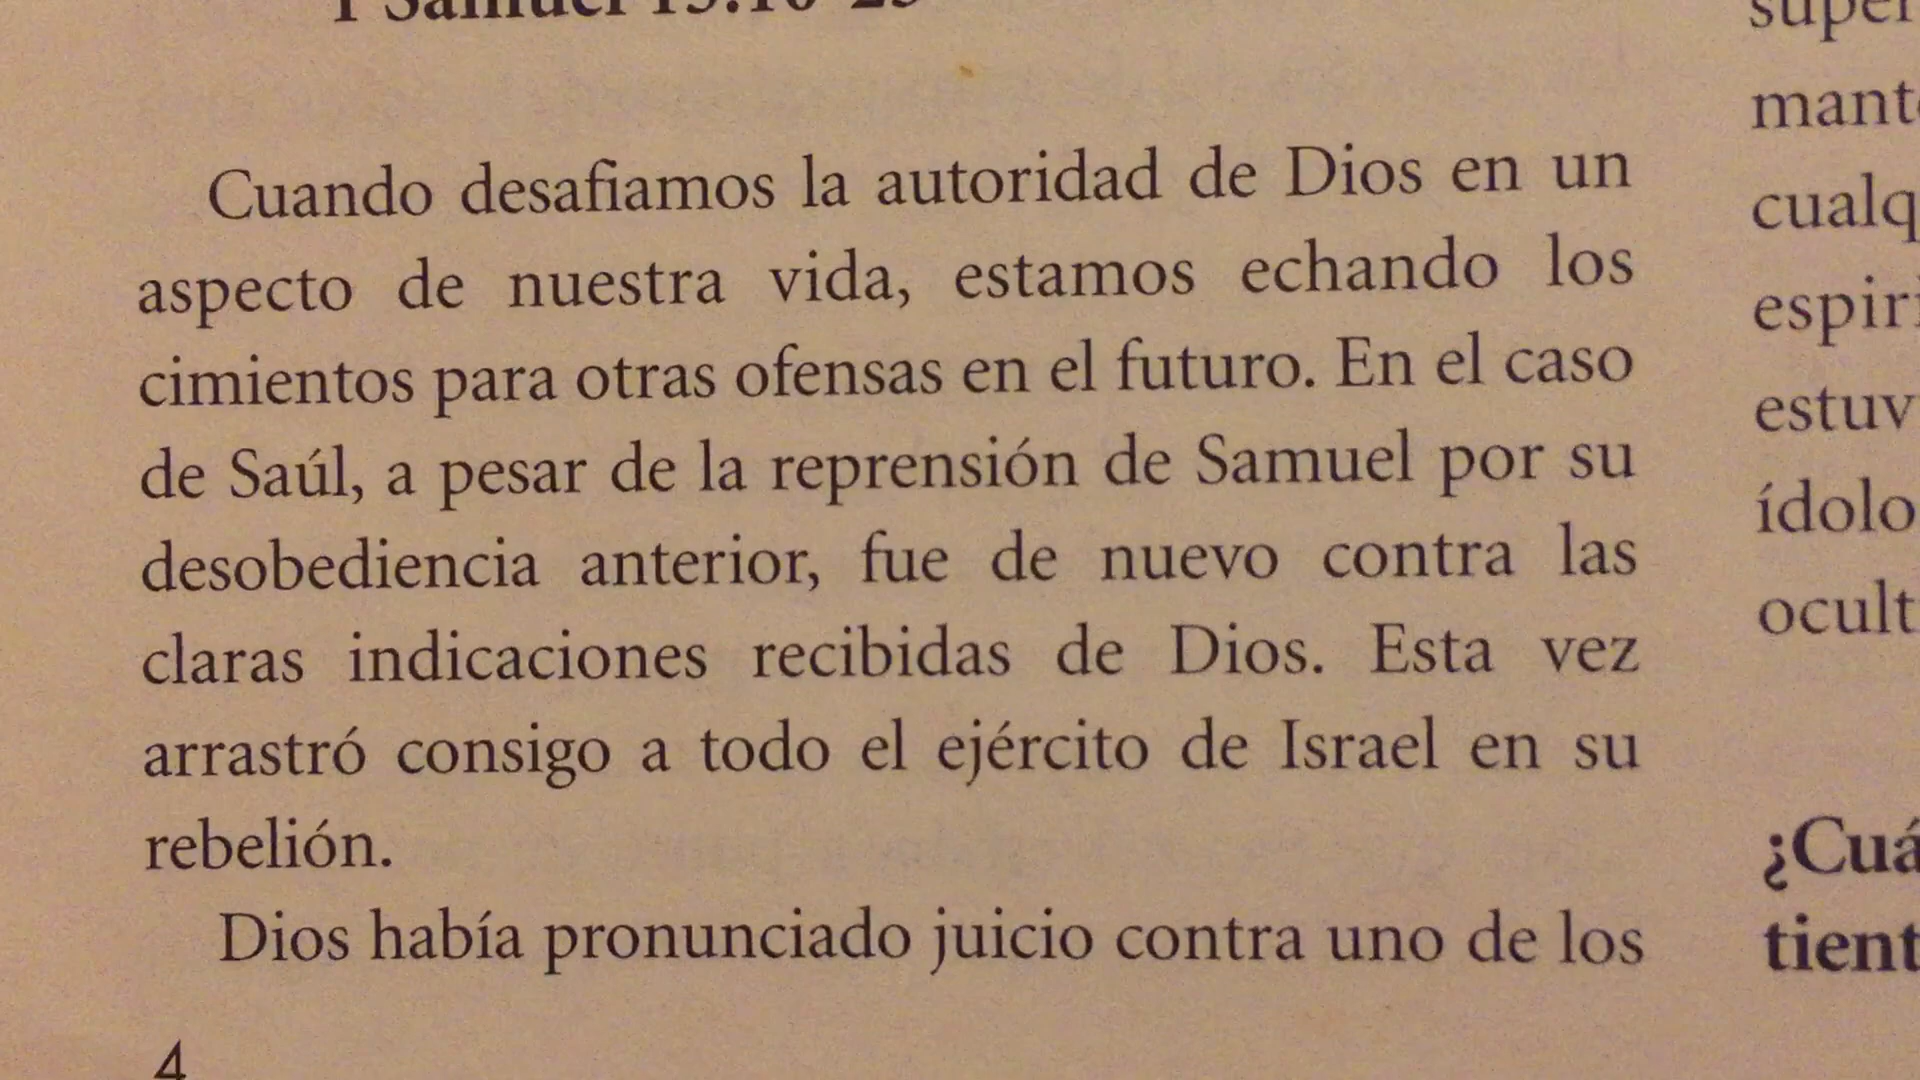 Cuando desafiamos la autoridad de Dios en un
aspecto de nuestra vida, estamos echando los
cimientos para otras ofensas en el futuro. En el caso
de Saúl, a pesar de la reprensión de Samuel por su
desobediencia anterior, fue de nuevo contra las
claras indicaciones recibidas de Dios. Esta vez
arrastró consigo a todo el ejército de Israel en su
rebelión.
Dios había pronunciado juicio contra uno de los
4